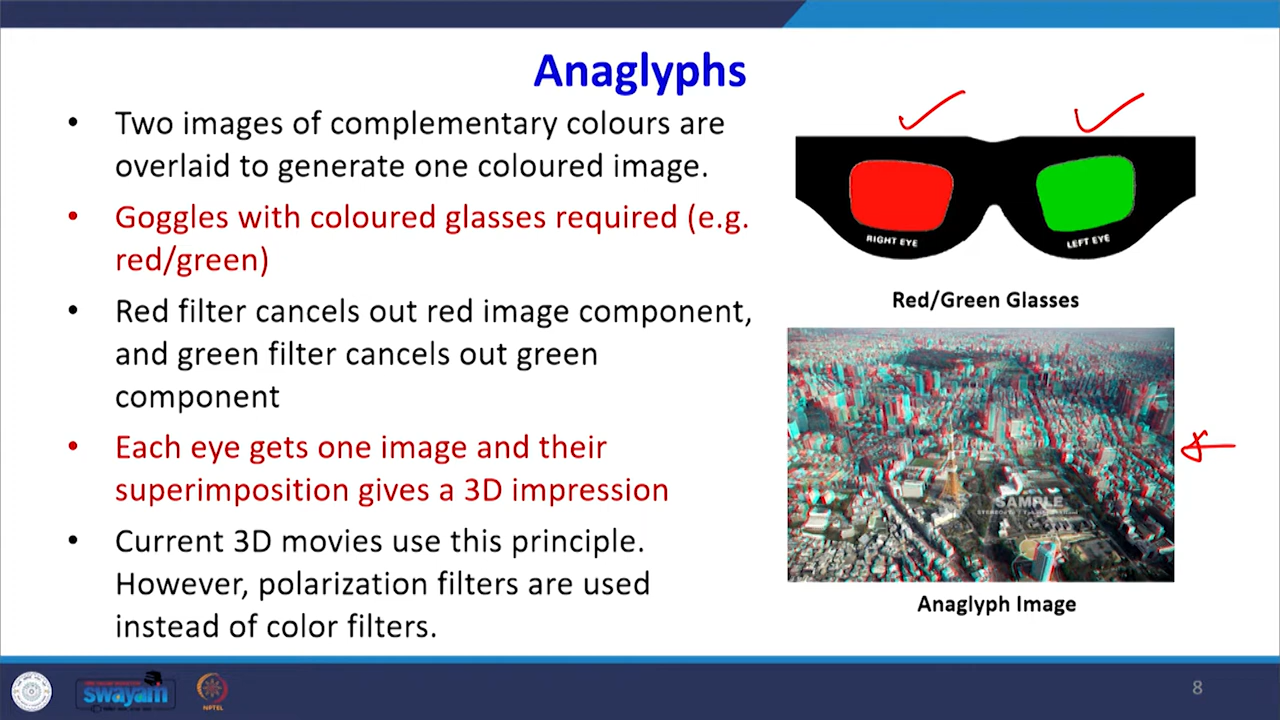 Anaglyphs
• Two images of complementary colours are
overlaid to generate one coloured image.
• Goggles with coloured glasses required (e.g.
red/green)
• Red filter cancels out red image component,
and green filter cancels out green
component
• Each eye gets one image and their
superimposition gives a 3D impression
• Current 3D movies use this principle.
However, polarization filters are used
instead of color filters.
RIGHT EYE
LEFT EYE
Red/Green Glasses
SAMPLE
Anaglyph Image
swayam
NPTEL
8